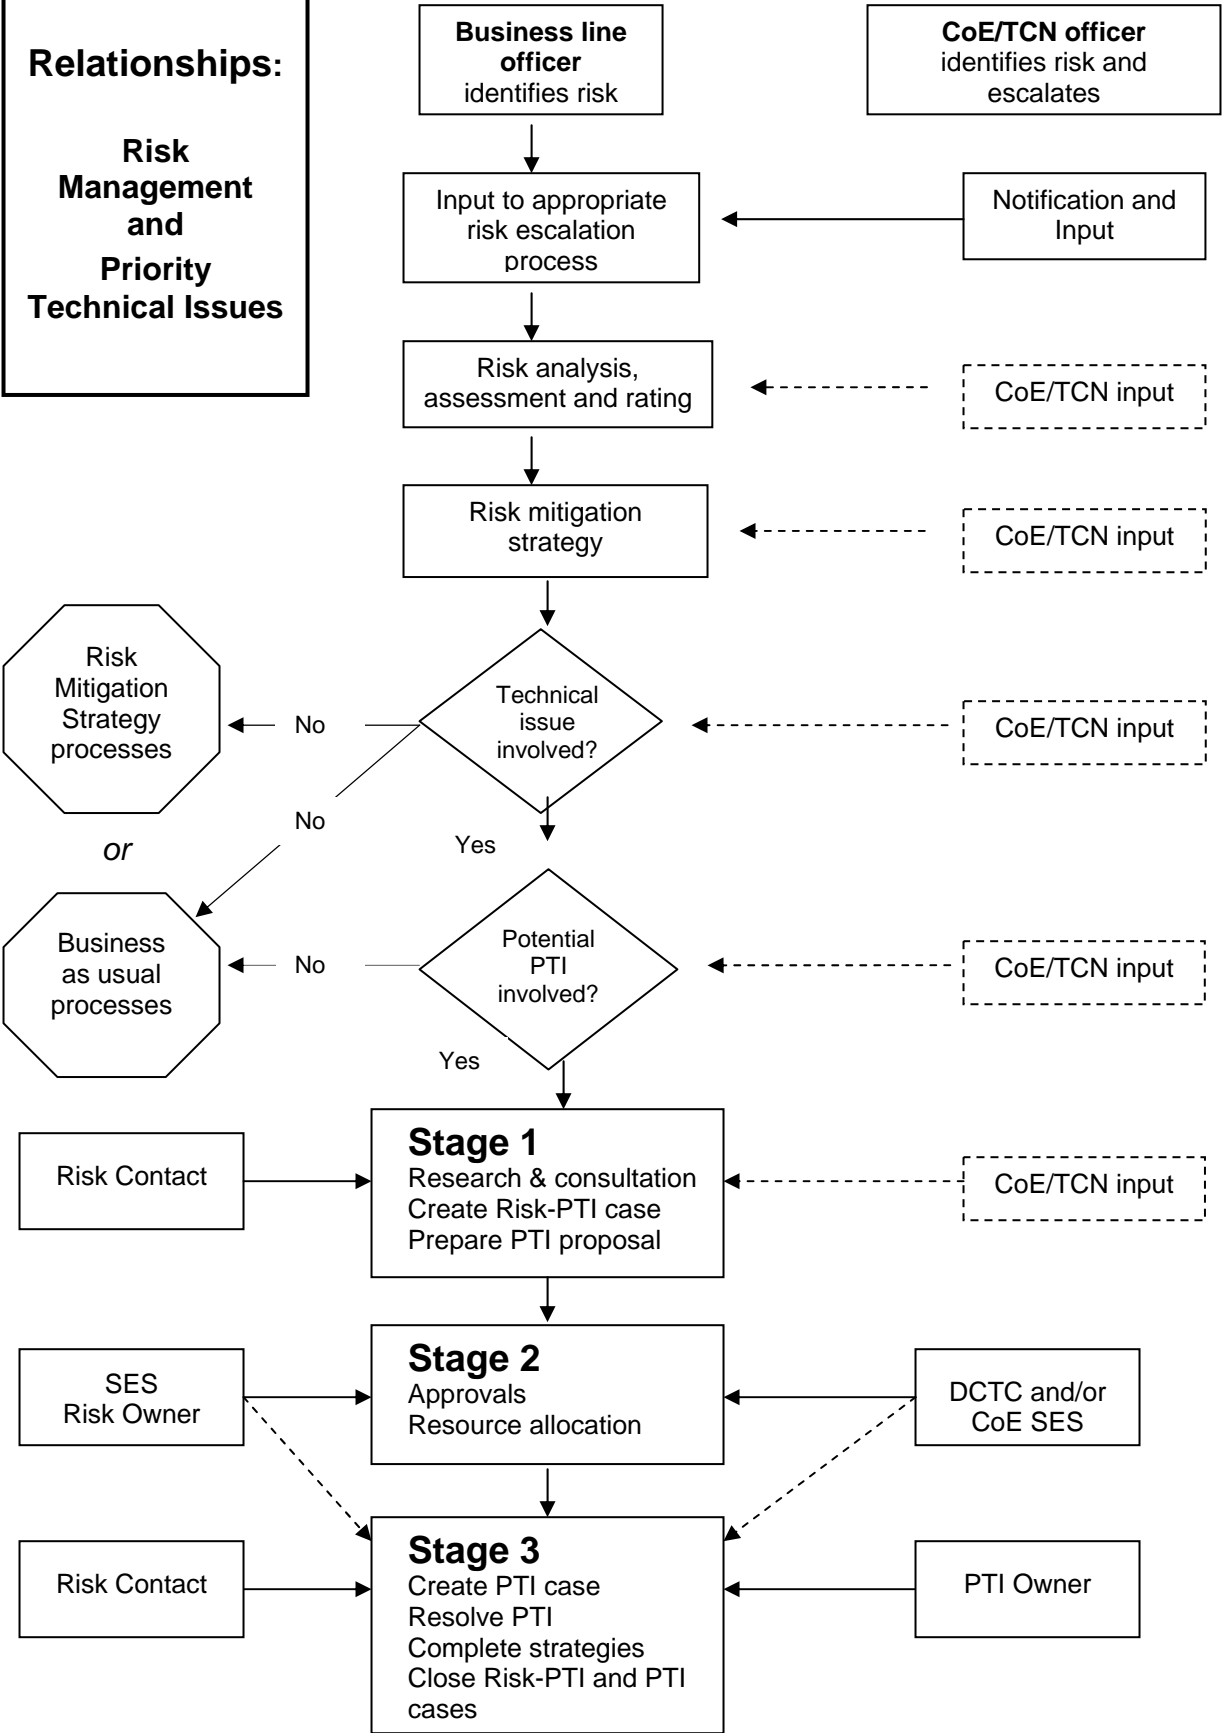 Relationships:
Risk
Management
and
Priority
Technical Issues
Business line
officer
identifies risk
CoE/TCN officer
identifies risk and
escalates
Input to appropriate
risk escalation
process
Notification and
Input
Risk analysis,
assessment and rating
CoE/TCN input
Risk mitigation
strategy
CoE/TCN input
Risk
Mitigation
Strategy
processes
No
Technical
issue
involved?
CoE/TCN input
No
or
Yes
Business
as usual
processes
No
Potential
PTI
involved?
CoE/TCN input
Yes
Risk Contact
Stage 1
Research & consultation
Create Risk-PTI case
Prepare PTI proposal
CoE/TCN input
SES
Risk Owner
Stage 2
Approvals
Resource allocation
DCTC and/or
CoE SES
Risk Contact
Stage 3
Create PTI case
Resolve PTI
Complete strategies
Close Risk-PTI and PTI
cases
PTI Owner